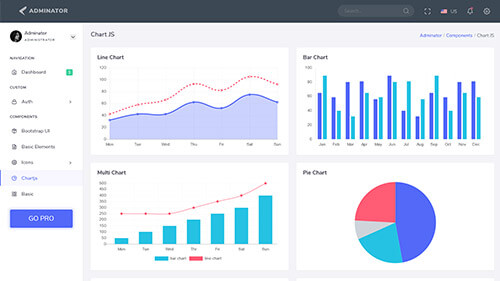 ADMINATOR
Search...
US
Adminator
ADMINISTRATOR
Chart JS
Adminator / Components / Chart JS
NAVIGATION
Dashboard
CUSTOM
Auth
COMPONENTS
Bootstrap UI
Basic Elements
Icons
Chartjs
Basic
GO PRO
Line Chart
120
100
80
60
40
20
0
Mon Tue Wed Thu Fri Sat Sun
Bar Chart
120
100
80
60
40
20
0
Jan Feb Mar Apr May Jun Jul Aug Sep Oct Nov Dec
Multi Chart
500
400
300
200
100
0
Mon Tue Wed Thu Fri Sat Sun
bar chart line chart
Pie Chart